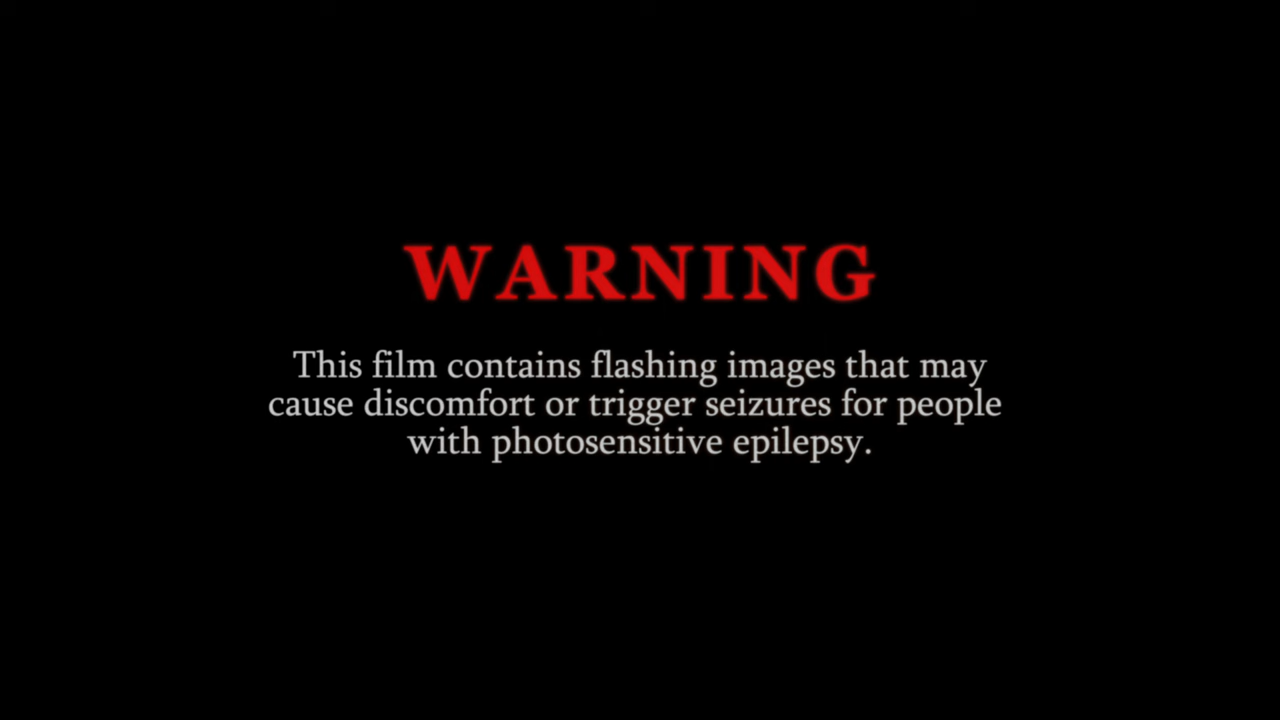 WARNING
This film contains flashing images that may
cause discomfort or trigger seizures for people
with photosensitive epilepsy.